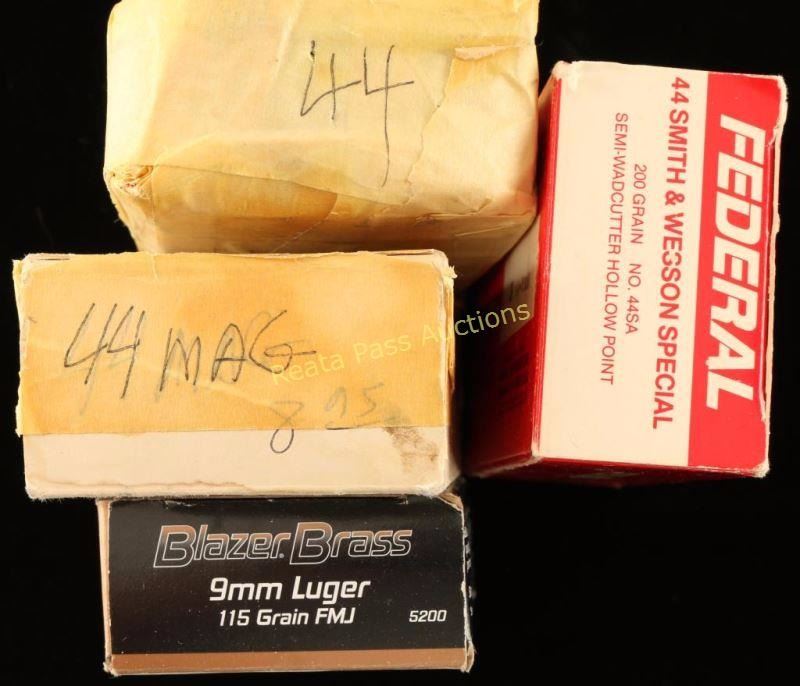 44
FEDERAL
44 SMITH & WESSON SPECIAL
200 GRAIN NO. 44SA
SEMI-WADCUTTER HOLLOW POINT
44 MAG
8 95
Reata Pass Auctions
Blazer Brass
9mm Luger
115 Grain FMJ
5200